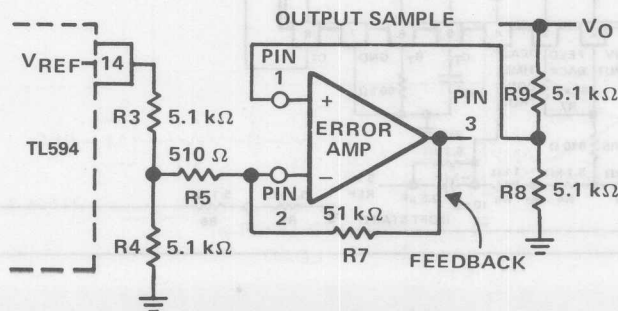 OUTPUT SAMPLE
VO
VREF
14
PIN
1
+
R9
5.1 kΩ
R3
5.1 kΩ
ERROR
AMP
PIN
3
TL594
510 Ω
R5
−
PIN
2
R8
5.1 kΩ
R4
5.1 kΩ
51 kΩ
R7
FEEDBACK